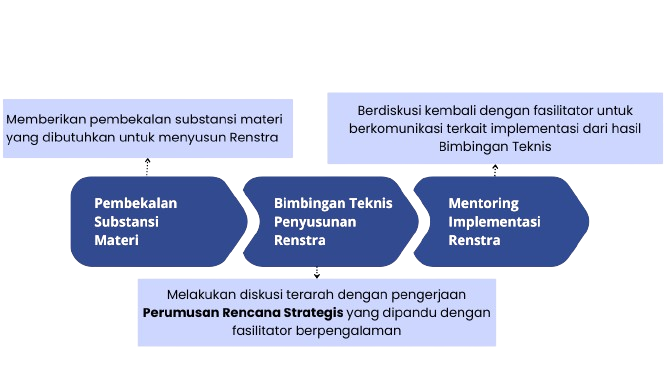 Memberikan pembekalan substansi materi
yang dibutuhkan untuk menyusun Renstra
Berdiskusi kembali dengan fasilitator untuk
berkomunikasi terkait implementasi dari hasil
Bimbingan Teknis
Pembekalan
Substansi
Materi
Bimbingan Teknis
Penyusunan
Renstra
Mentoring
Implementasi
Renstra
Melakukan diskusi terarah dengan pengerjaan
Perumusan Rencana Strategis yang dipandu dengan
fasilitator berpengalaman